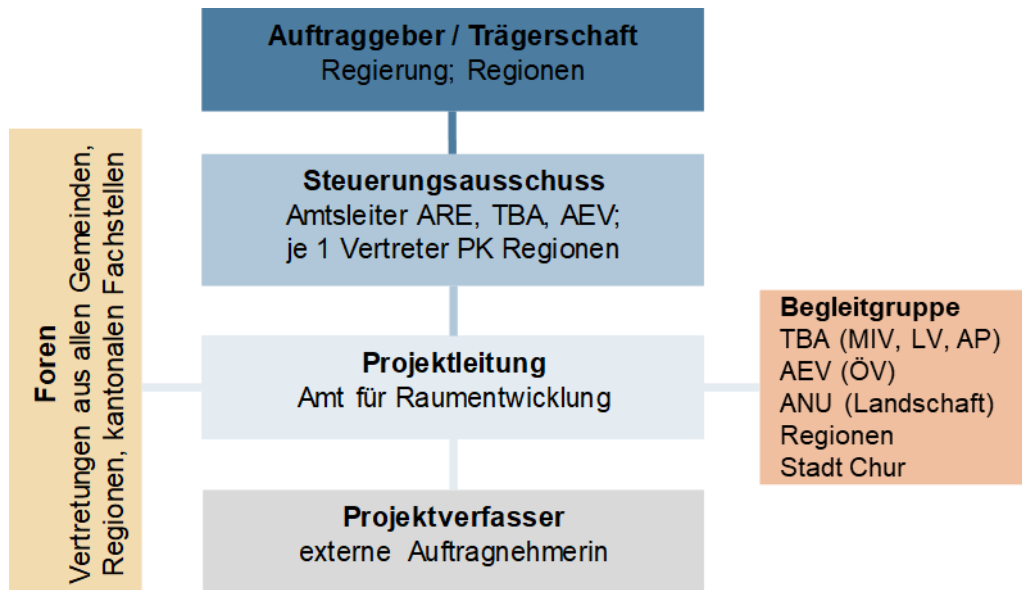 Auftraggeber / Trägerschaft
Regierung; Regionen
Steuerungsausschuss
Amtsleiter ARE, TBA, AEV;
je 1 Vertreter PK Regionen
Foren
Vertretungen aus allen Gemeinden,
Regionen, kantonalen Fachstellen
Projektleitung
Amt für Raumentwicklung
Begleitgruppe
TBA (MIV, LV, AP)
AEV (ÖV)
ANU (Landschaft)
Regionen
Stadt Chur
Projektverfasser
externe Auftragnehmerin